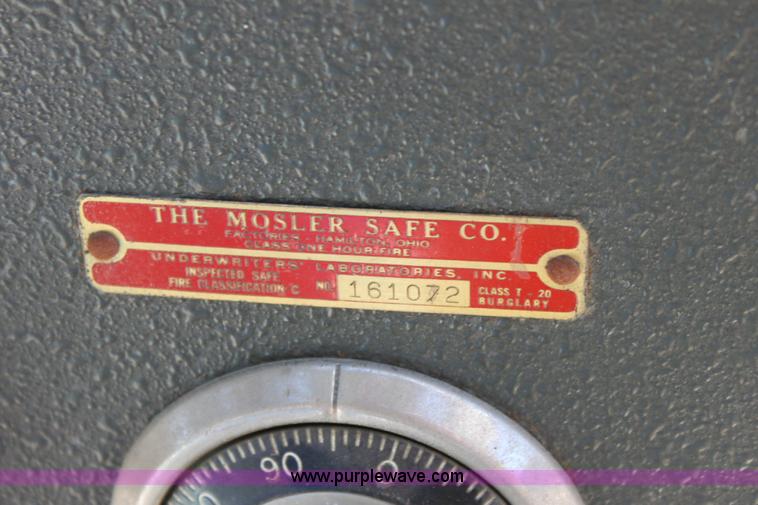 THE MOSLER SAFE CO.
FACTORIES - HAMILTON, OHIO
CLASS ONE HOUR FIRE
UNDERWRITERS' LABORATORIES, INC.
INSPECTED SAFE
FIRE CLASSIFICATION C
NO. 161072
CLASS T - 20
BURGLARY
90 0
www.purplewave.com